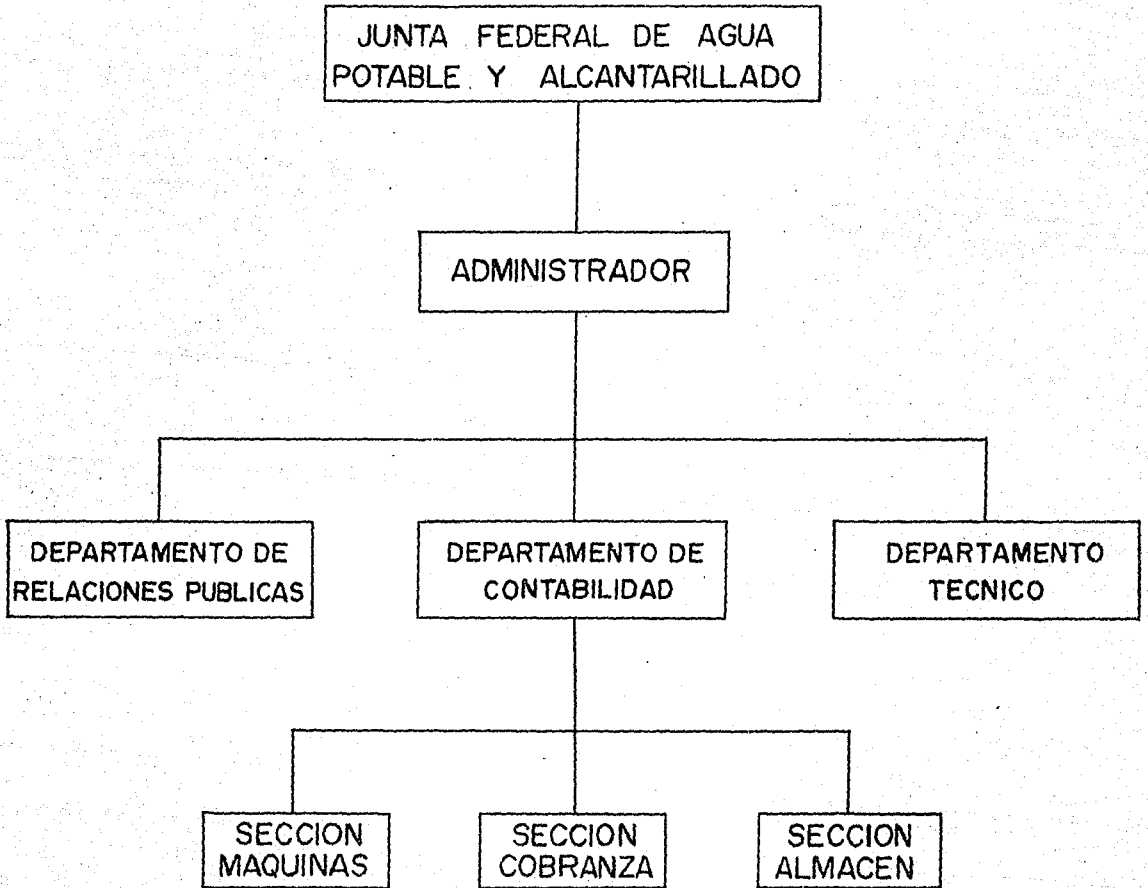 JUNTA FEDERAL DE AGUA
POTABLE Y ALCANTARILLADO
ADMINISTRADOR
DEPARTAMENTO DE
RELACIONES PUBLICAS
DEPARTAMENTO DE
CONTABILIDAD
DEPARTAMENTO
TECNICO
SECCION
MAQUINAS
SECCION
COBRANZA
SECCION
ALMACEN